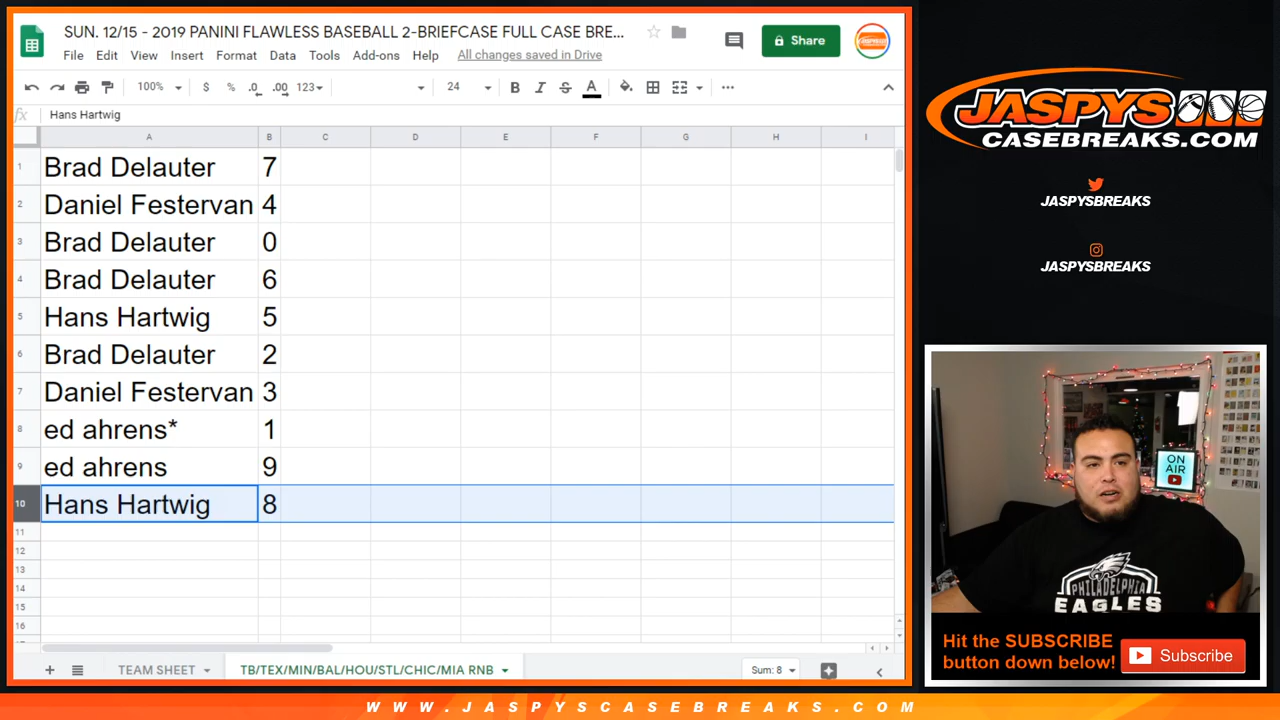 SUN. 12/15 - 2019 PANINI FLAWLESS BASEBALL 2-BRIEFCASE FULL CASE BRE...
File Edit View Insert Format Data Tools Add-ons Help All changes saved in Drive
Share
100% $ % .0 .00 123 24 B I S A
fx Hans Hartwig
A B C D E F G H I
1 Brad Delauter 7
2 Daniel Festervan 4
3 Brad Delauter 0
4 Brad Delauter 6
5 Hans Hartwig 5
6 Brad Delauter 2
7 Daniel Festervan 3
8 ed ahrens* 1
9 ed ahrens 9
10 Hans Hartwig 8
11
12
13
14
15
16
TEAM SHEET TB/TEX/MIN/BAL/HOU/STL/CHIC/MIA RNB Sum: 8
JASPYS
CASEBREAKS.COM
JASPYSBREAKS
JASPYSBREAKS
ON
AIR
PHILADELPHIA
EAGLES
Hit the SUBSCRIBE
button down below!
Subscribe
WWW.JASPYSCASEBREAKS.COM